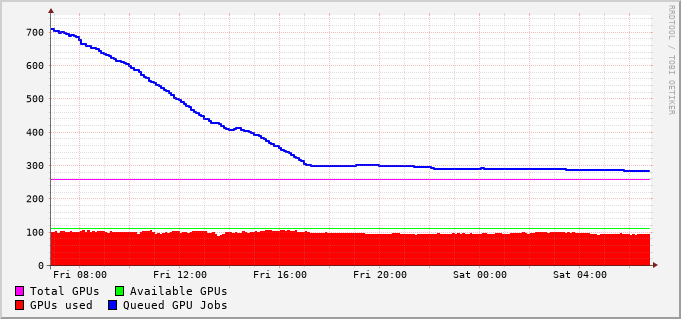 RRDTOOL / TOBI OETIKER
700
600
500
400
300
200
100
0
Fri 08:00 Fri 12:00 Fri 16:00 Fri 20:00 Sat 00:00 Sat 04:00
Total GPUs Available GPUs
GPUs used Queued GPU Jobs